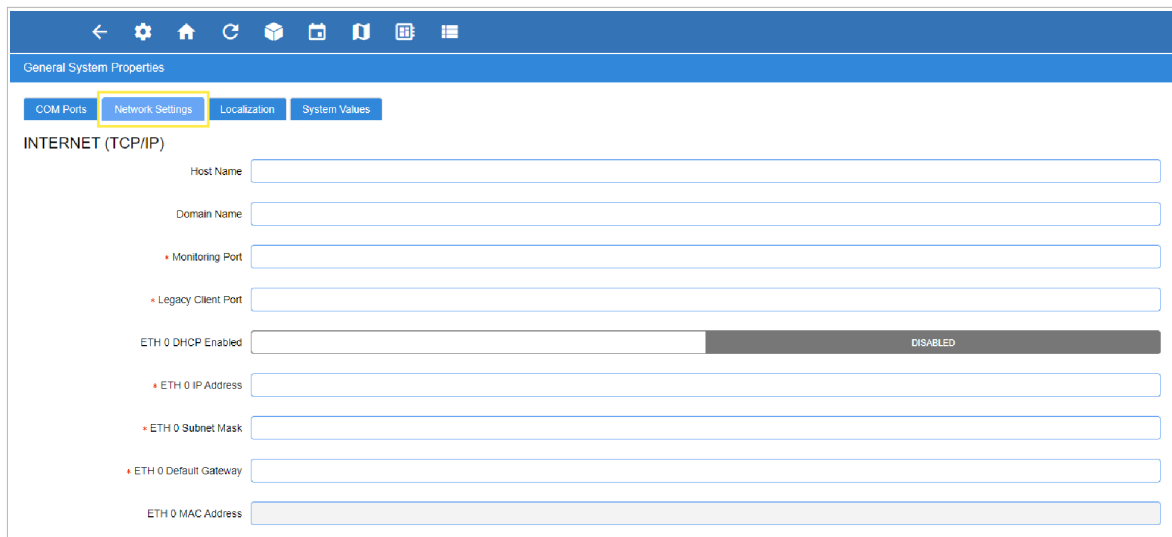 General System Properties
COM Ports Network Settings Localization System Values
INTERNET (TCP/IP)
Host Name
Domain Name
* Monitoring Port
* Legacy Client Port
ETH 0 DHCP Enabled DISABLED
* ETH 0 IP Address
* ETH 0 Subnet Mask
* ETH 0 Default Gateway
ETH 0 MAC Address